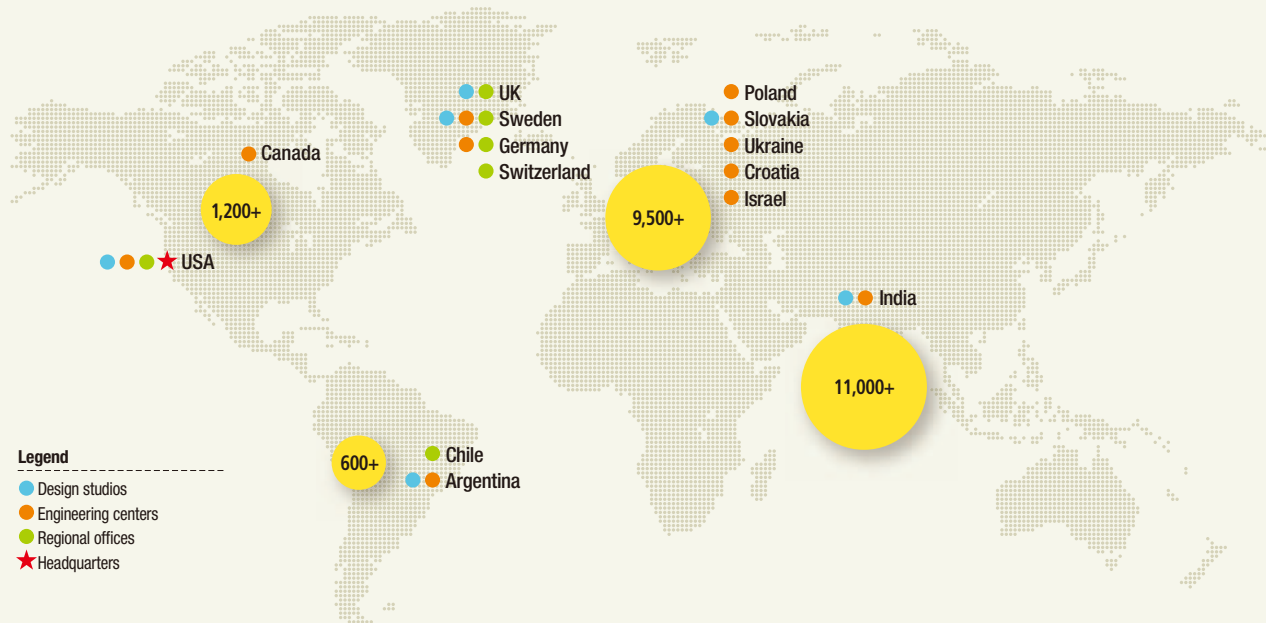 UK
Sweden
Germany
Switzerland
Poland
Slovakia
Ukraine
Croatia
Israel
Canada
1,200+
9,500+
USA
India
11,000+
600+
Chile
Argentina
Legend
Design studios
Engineering centers
Regional offices
Headquarters